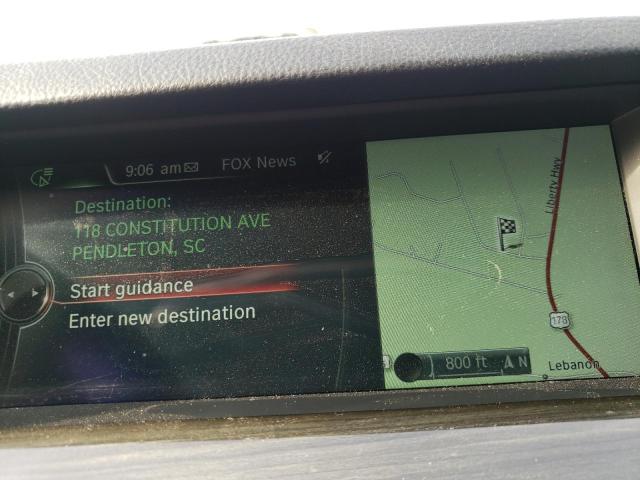 9:06 am FOX News
Destination:
118 CONSTITUTION AVE
PENDLETON, SC
Start guidance
Enter new destination
Liberty Hwy
178
800 ft N
Lebanon